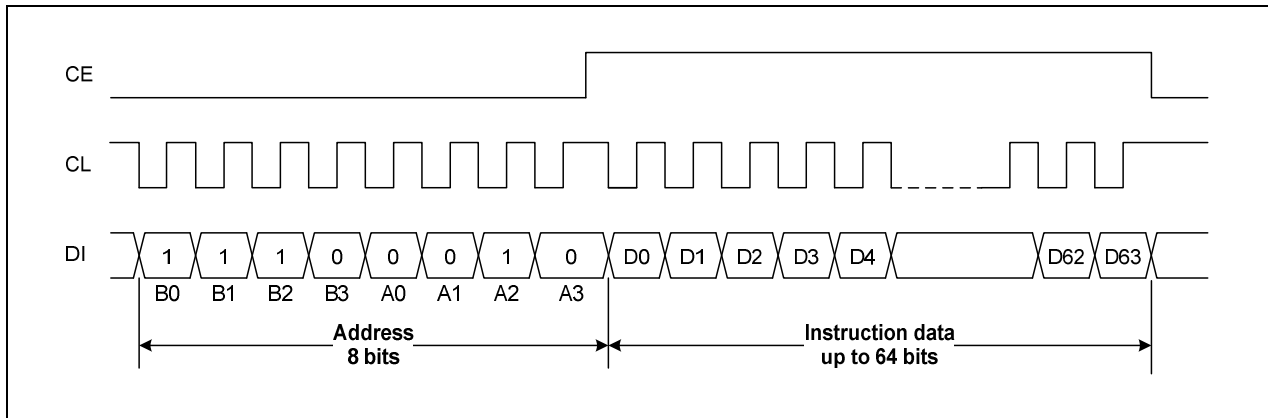 CE
CL
DI
1 1 1 0 0 0 1 0 D0 D1 D2 D3 D4 D62 D63
B0 B1 B2 B3 A0 A1 A2 A3
Address
8 bits
Instruction data
up to 64 bits